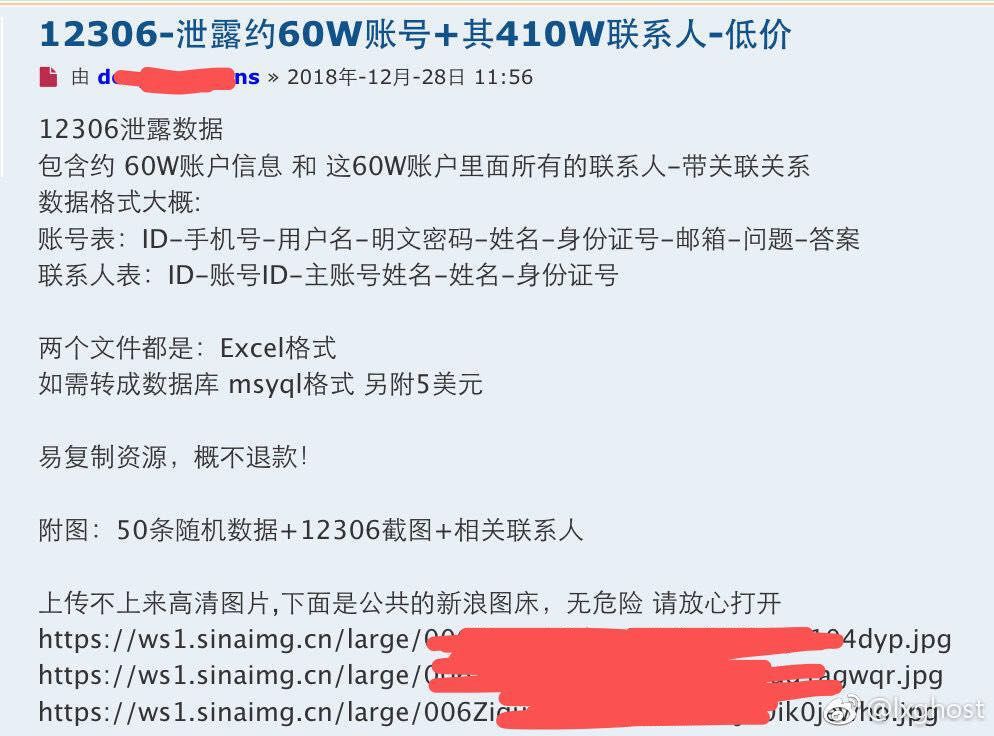 12306-泄露约60W账号+其410W联系人-低价
由 d ns » 2018年-12月-28日 11:56
12306泄露数据
包含约 60W账户信息 和 这60W账户里面所有的联系人-带关联关系
数据格式大概:
账号表：ID-手机号-用户名-明文密码-姓名-身份证号-邮箱-问题-答案
联系人表：ID-账号ID-主账号姓名-姓名-身份证号
两个文件都是：Excel格式
如需转成数据库 msyql格式 另附5美元
易复制资源，概不退款！
附图：50条随机数据+12306截图+相关联系人
上传不上来高清图片,下面是公共的新浪图床，无危险 请放心打开
https://ws1.sinaimg.cn/large/00 4dyp.jpg
https://ws1.sinaimg.cn/large/00 agwqr.jpg
https://ws1.sinaimg.cn/large/006Zi .jpg
@lxghost